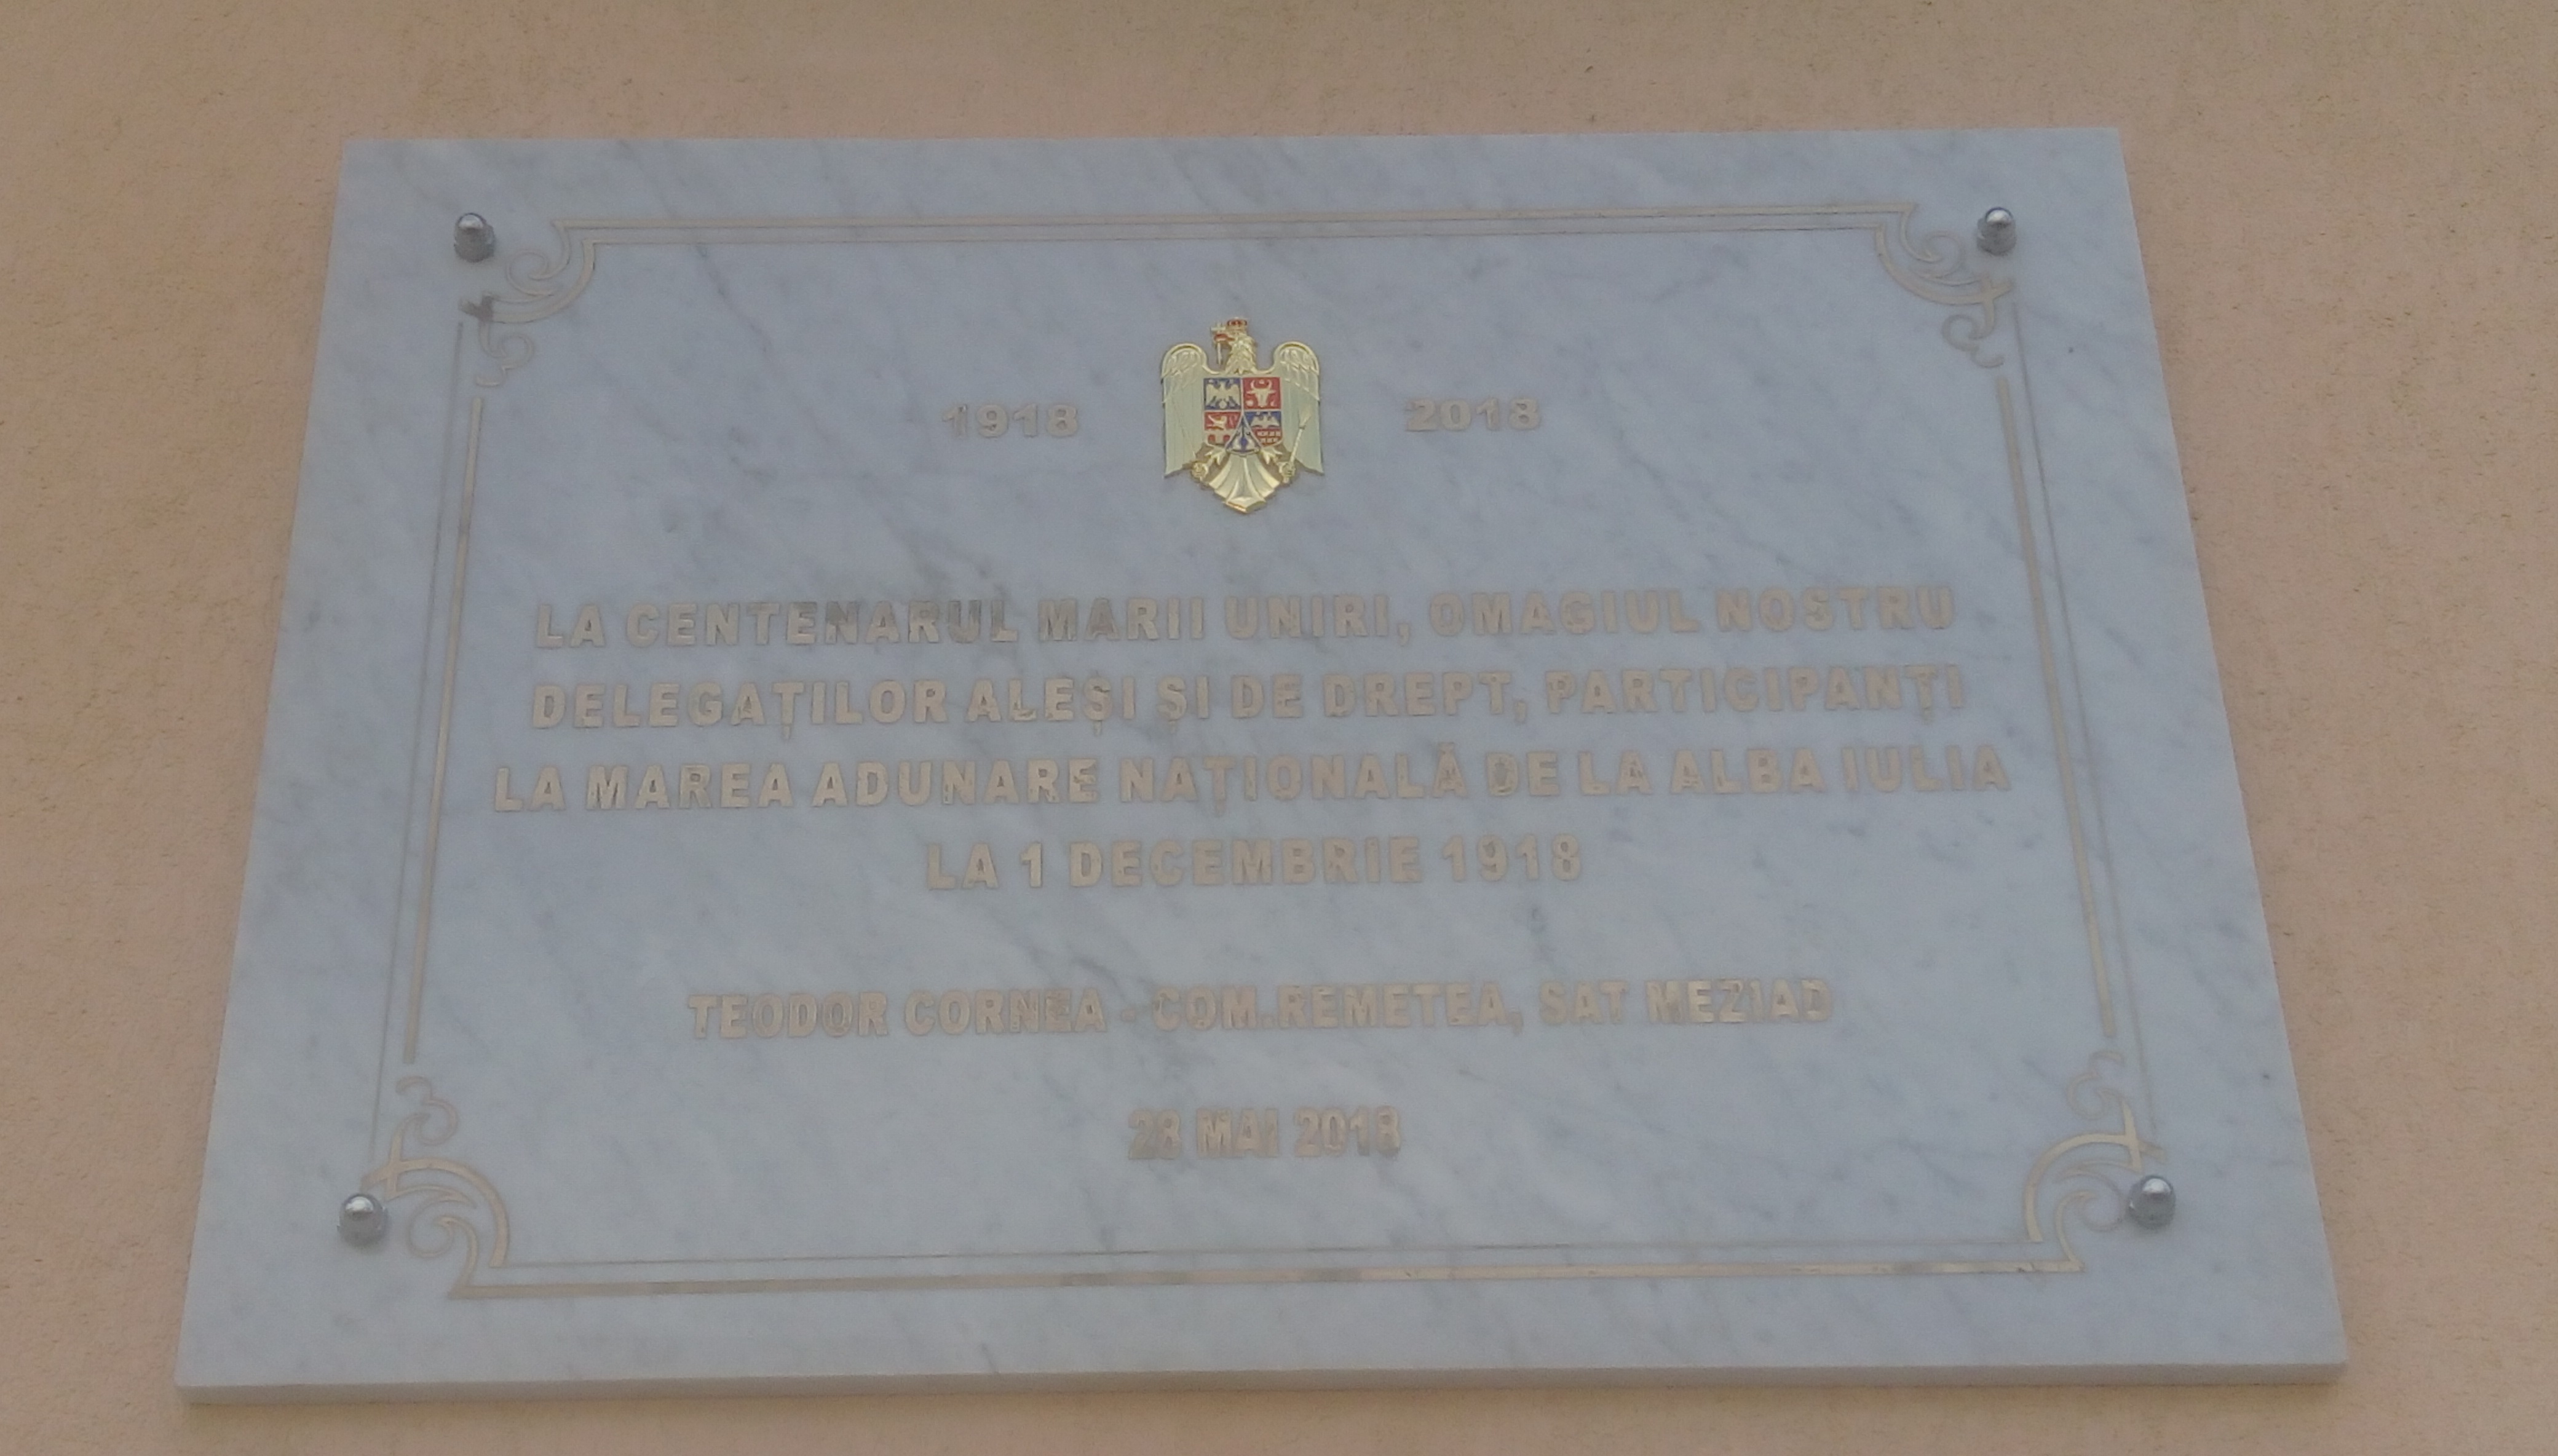 1918 2018
LA CENTENARUL MARII UNIRI, OMAGIUL NOSTRU
DELEGAȚILOR ALEȘI ȘI DE DREPT, PARTICIPANȚI
LA MAREA ADUNARE NAȚIONALĂ DE LA ALBA IULIA
LA 1 DECEMBRIE 1918
TEODOR CORNEA - COM.REMETEA, SAT MEZIAD
28 MAI 2018